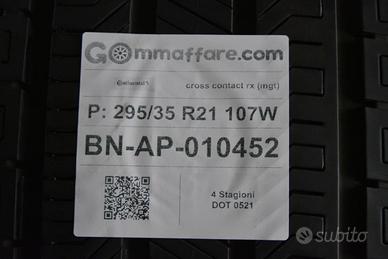 GOmmaffare.com
Continental
cross contact rx (mgt)
P: 295/35 R21 107W
BN-AP-010452
4 Stagioni
DOT 0521
subito